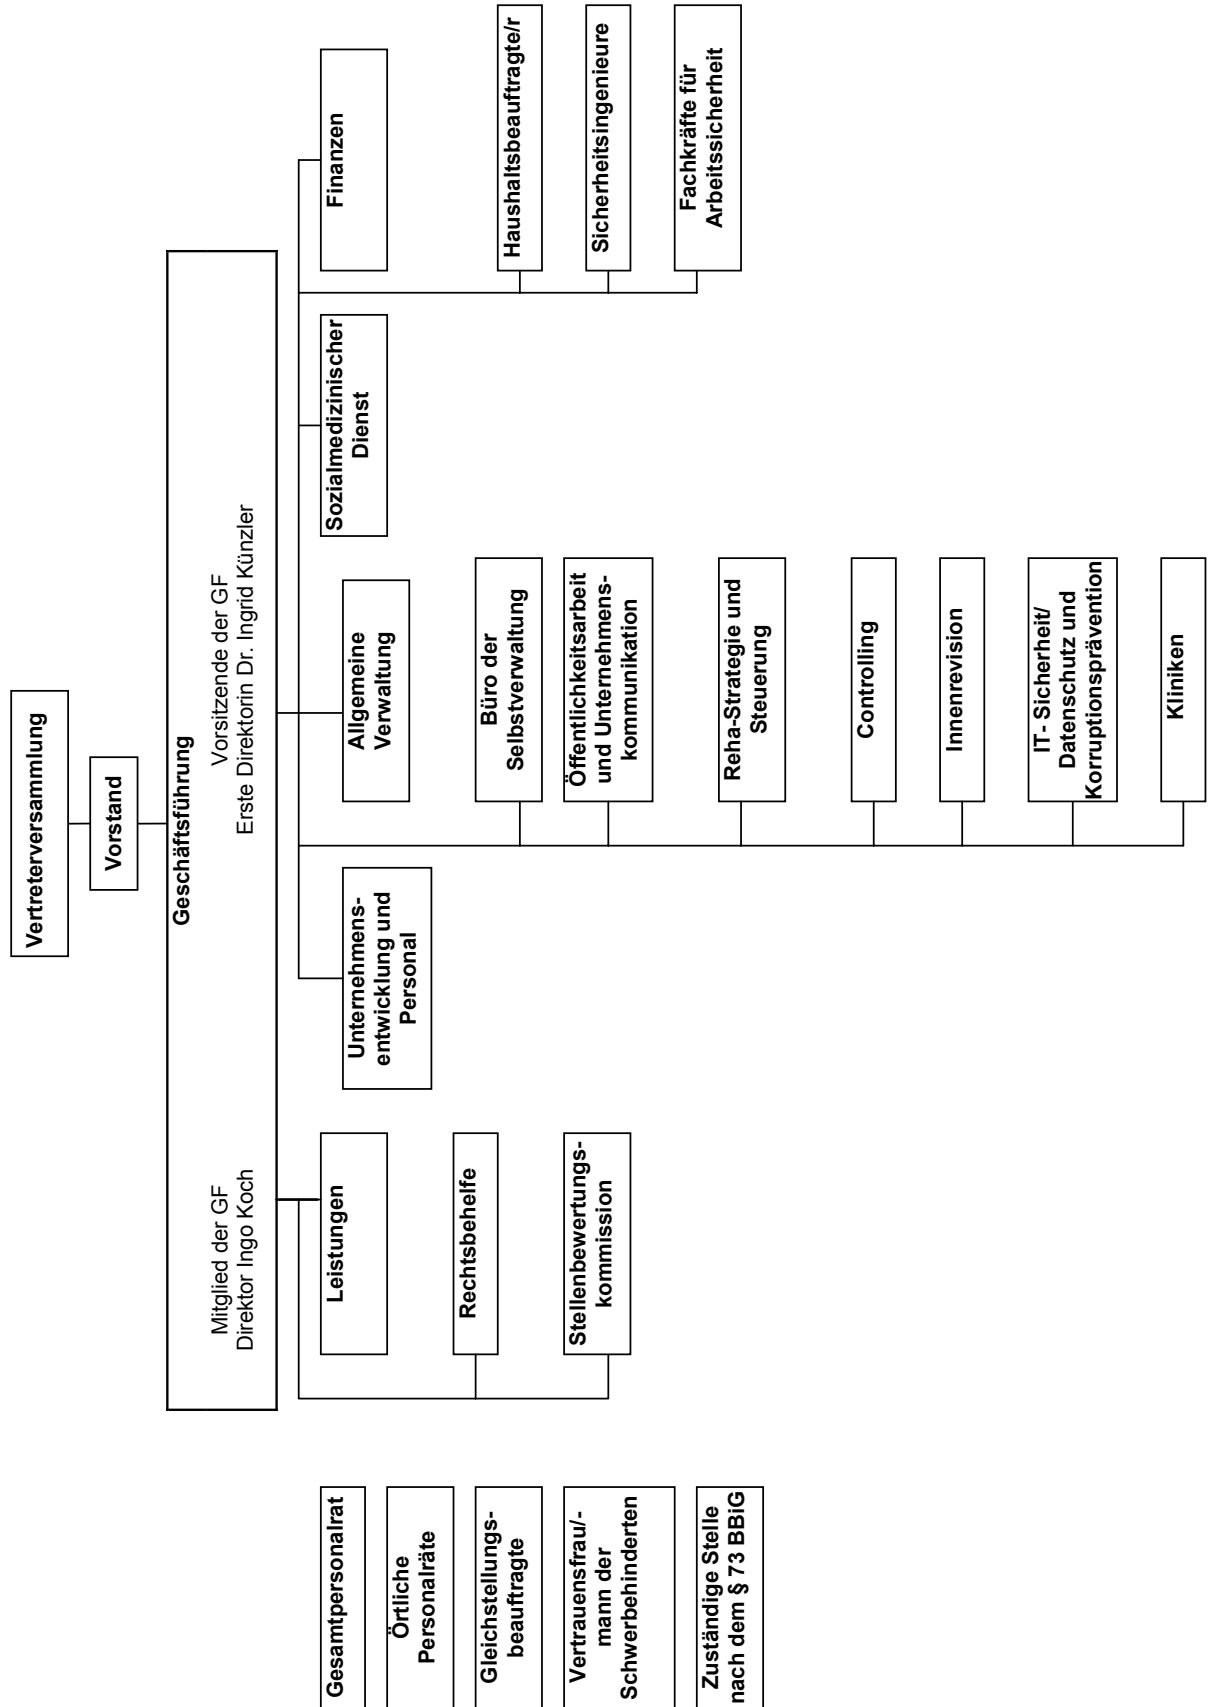 Vertreterversammlung
Vorstand
Geschäftsführung
Mitglied der GF
Direktor Ingo Koch
Vorsitzende der GF
Erste Direktorin Dr. Ingrid Künzler
Gesamtpersonalrat
Örtliche
Personalräte
Gleichstellungs-
beauftragte
Vertrauensfrau/-
mann der
Schwerbehinderten
Zuständige Stelle
nach dem § 73 BBiG
Leistungen
Rechtsbehelfe
Stellenbewertungs-
kommission
Unternehmens-
entwicklung und
Personal
Allgemeine
Verwaltung
Büro der
Selbstverwaltung
Öffentlichkeitsarbeit
und Unternehmens-
kommunikation
Reha-Strategie und
Steuerung
Controlling
Innenrevision
IT- Sicherheit/
Datenschutz und
Korruptionsprävention
Kliniken
Sozialmedizinischer
Dienst
Finanzen
Haushaltsbeauftragte/r
Sicherheitsingenieure
Fachkräfte für
Arbeitssicherheit